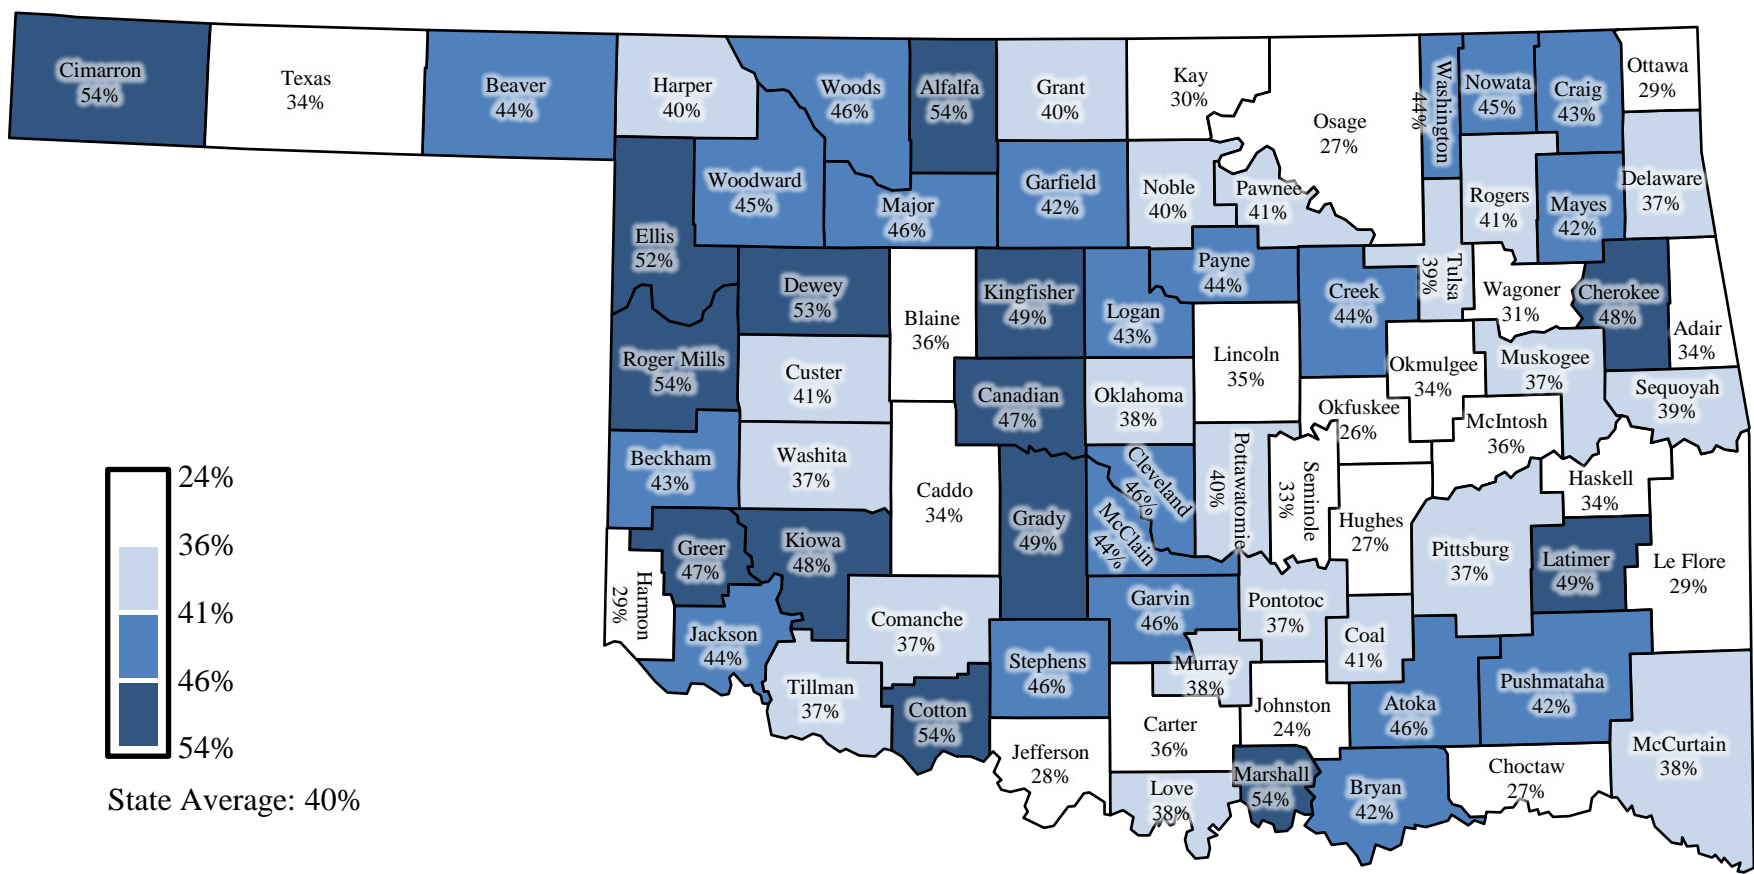 Cimarron
54%
Texas
34%
Beaver
44%
Harper
40%
Woods
46%
Alfalfa
54%
Grant
40%
Kay
30%
Osage
27%
Washington
44%
Nowata
45%
Craig
43%
Ottawa
29%
Woodward
45%
Major
46%
Garfield
42%
Noble
40%
Pawnee
41%
Rogers
41%
Mayes
42%
Delaware
37%
Ellis
52%
Dewey
53%
Blaine
36%
Kingfisher
49%
Logan
43%
Payne
44%
Creek
44%
Tulsa
39%
Wagoner
31%
Cherokee
48%
Adair
34%
Roger Mills
54%
Custer
41%
Canadian
47%
Oklahoma
38%
Lincoln
35%
Okmulgee
34%
Muskogee
37%
Sequoyah
39%
Okfuskee
26%
McIntosh
36%
Beckham
43%
Washita
37%
Caddo
34%
Grady
49%
Cleveland
46%
McClain
44%
Pottawatomie
40%
Seminole
33%
Hughes
27%
Haskell
34%
Pittsburg
37%
Latimer
49%
Le Flore
29%
Greer
47%
Kiowa
48%
Harmon
29%
Jackson
44%
Comanche
37%
Garvin
46%
Pontotoc
37%
Coal
41%
Stephens
46%
Murray
38%
Tillman
37%
Cotton
54%
Carter
36%
Johnston
24%
Atoka
46%
Pushmataha
42%
McCurtain
38%
Jefferson
28%
Love
38%
Marshall
54%
Bryan
42%
Choctaw
27%
24%
36%
41%
46%
54%
State Average: 40%